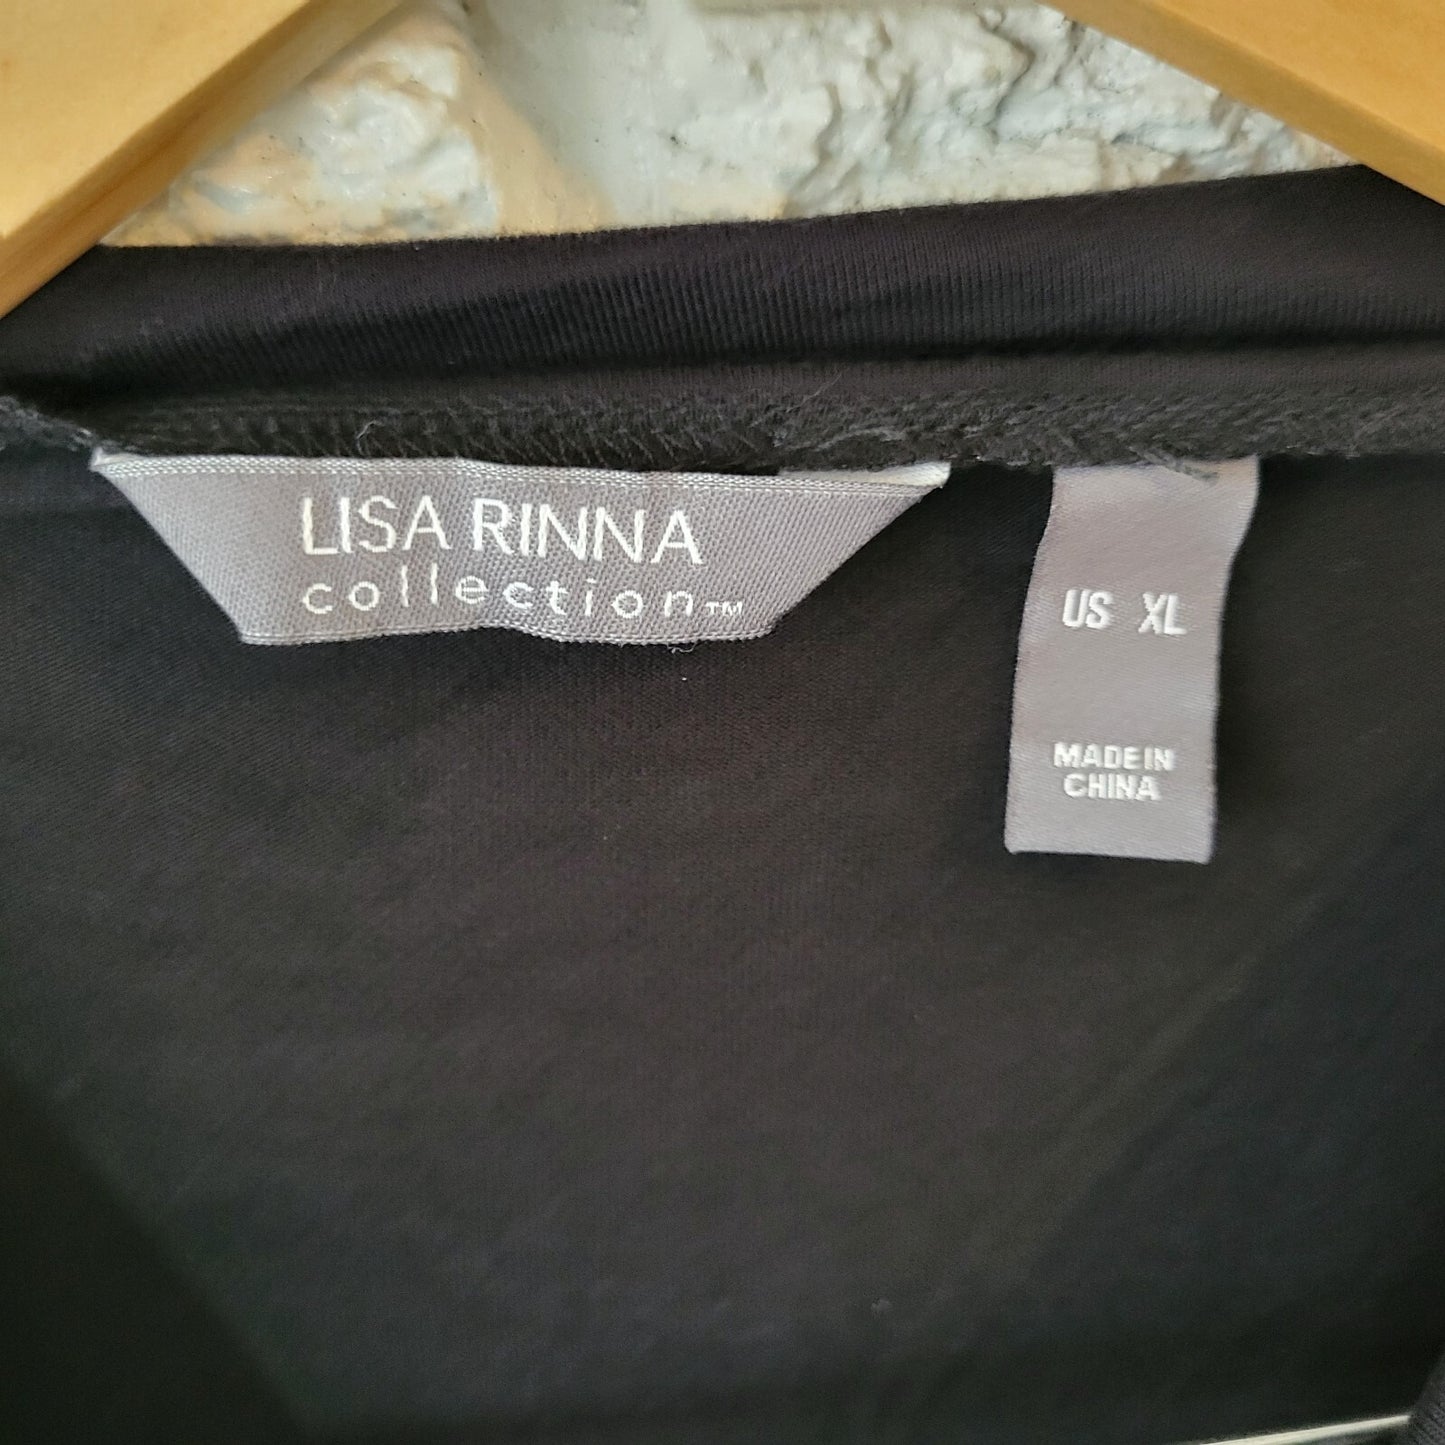 LISA RINNA
collection™
US XL
MADE IN
CHINA